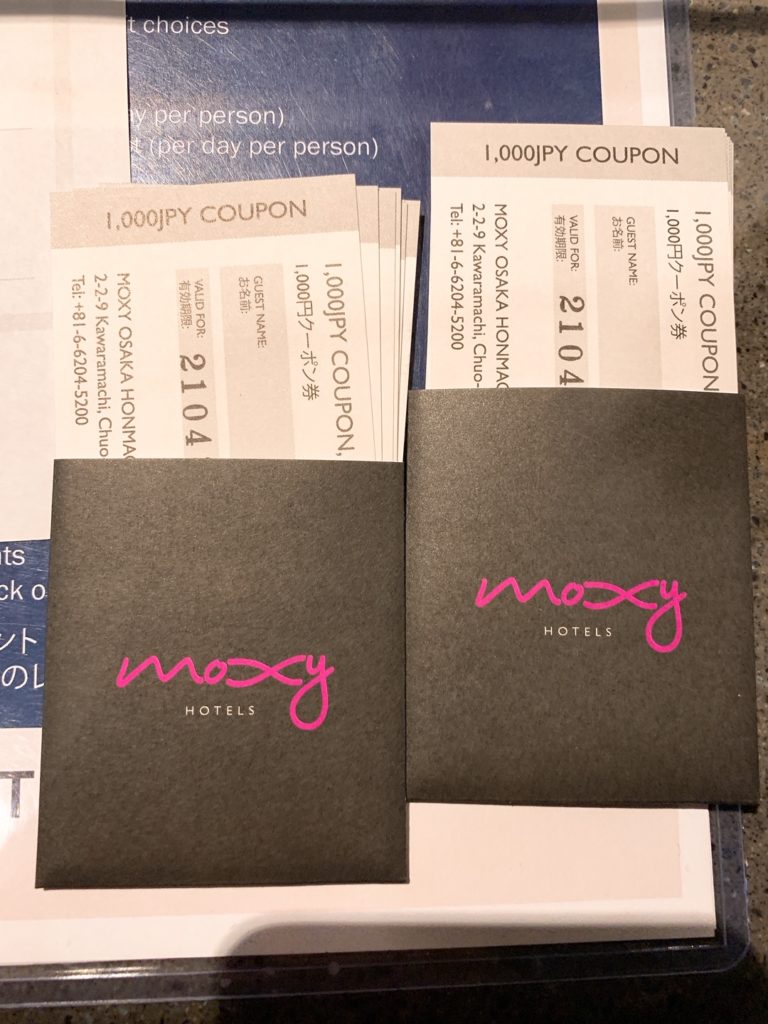 t choices
y per person)
t (per day per person)
1,000JPY COUPON
1,000JPY COUPON,
1,000円クーポン券
GUEST NAME:
お名前:
VALID FOR:
有効期限:
2104
MOXY OSAKA HONMAC
2-2-9 Kawaramachi, Chuo-
Tel: +81-6-6204-5200
1,000JPY COUPON
1,000JPY COUPON
1,000円クーポン券
GUEST NAME:
お名前:
VALID FOR:
有効期限:
2104
MOXY OSAKA HONMAC
2-2-9 Kawaramachi, Chuo-
Tel: +81-6-6204-5200
moxy
HOTELS
moxy
HOTELS
nts
ck o
ント
のレ
T